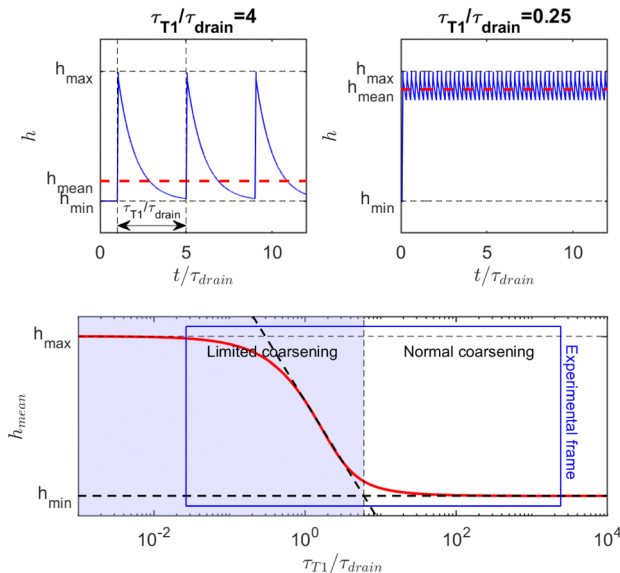 τT1/τdrain=4
τT1/τdrain=0.25
hmax
hmean
hmin
h
τT1/τdrain
0 5 10
t/τdrain
hmax
hmean
hmin
h
0 5 10
t/τdrain
hmax
hmin
hmean
Limited coarsening
Normal coarsening
Experimental frame
10-2 100 102 104
τT1/τdrain